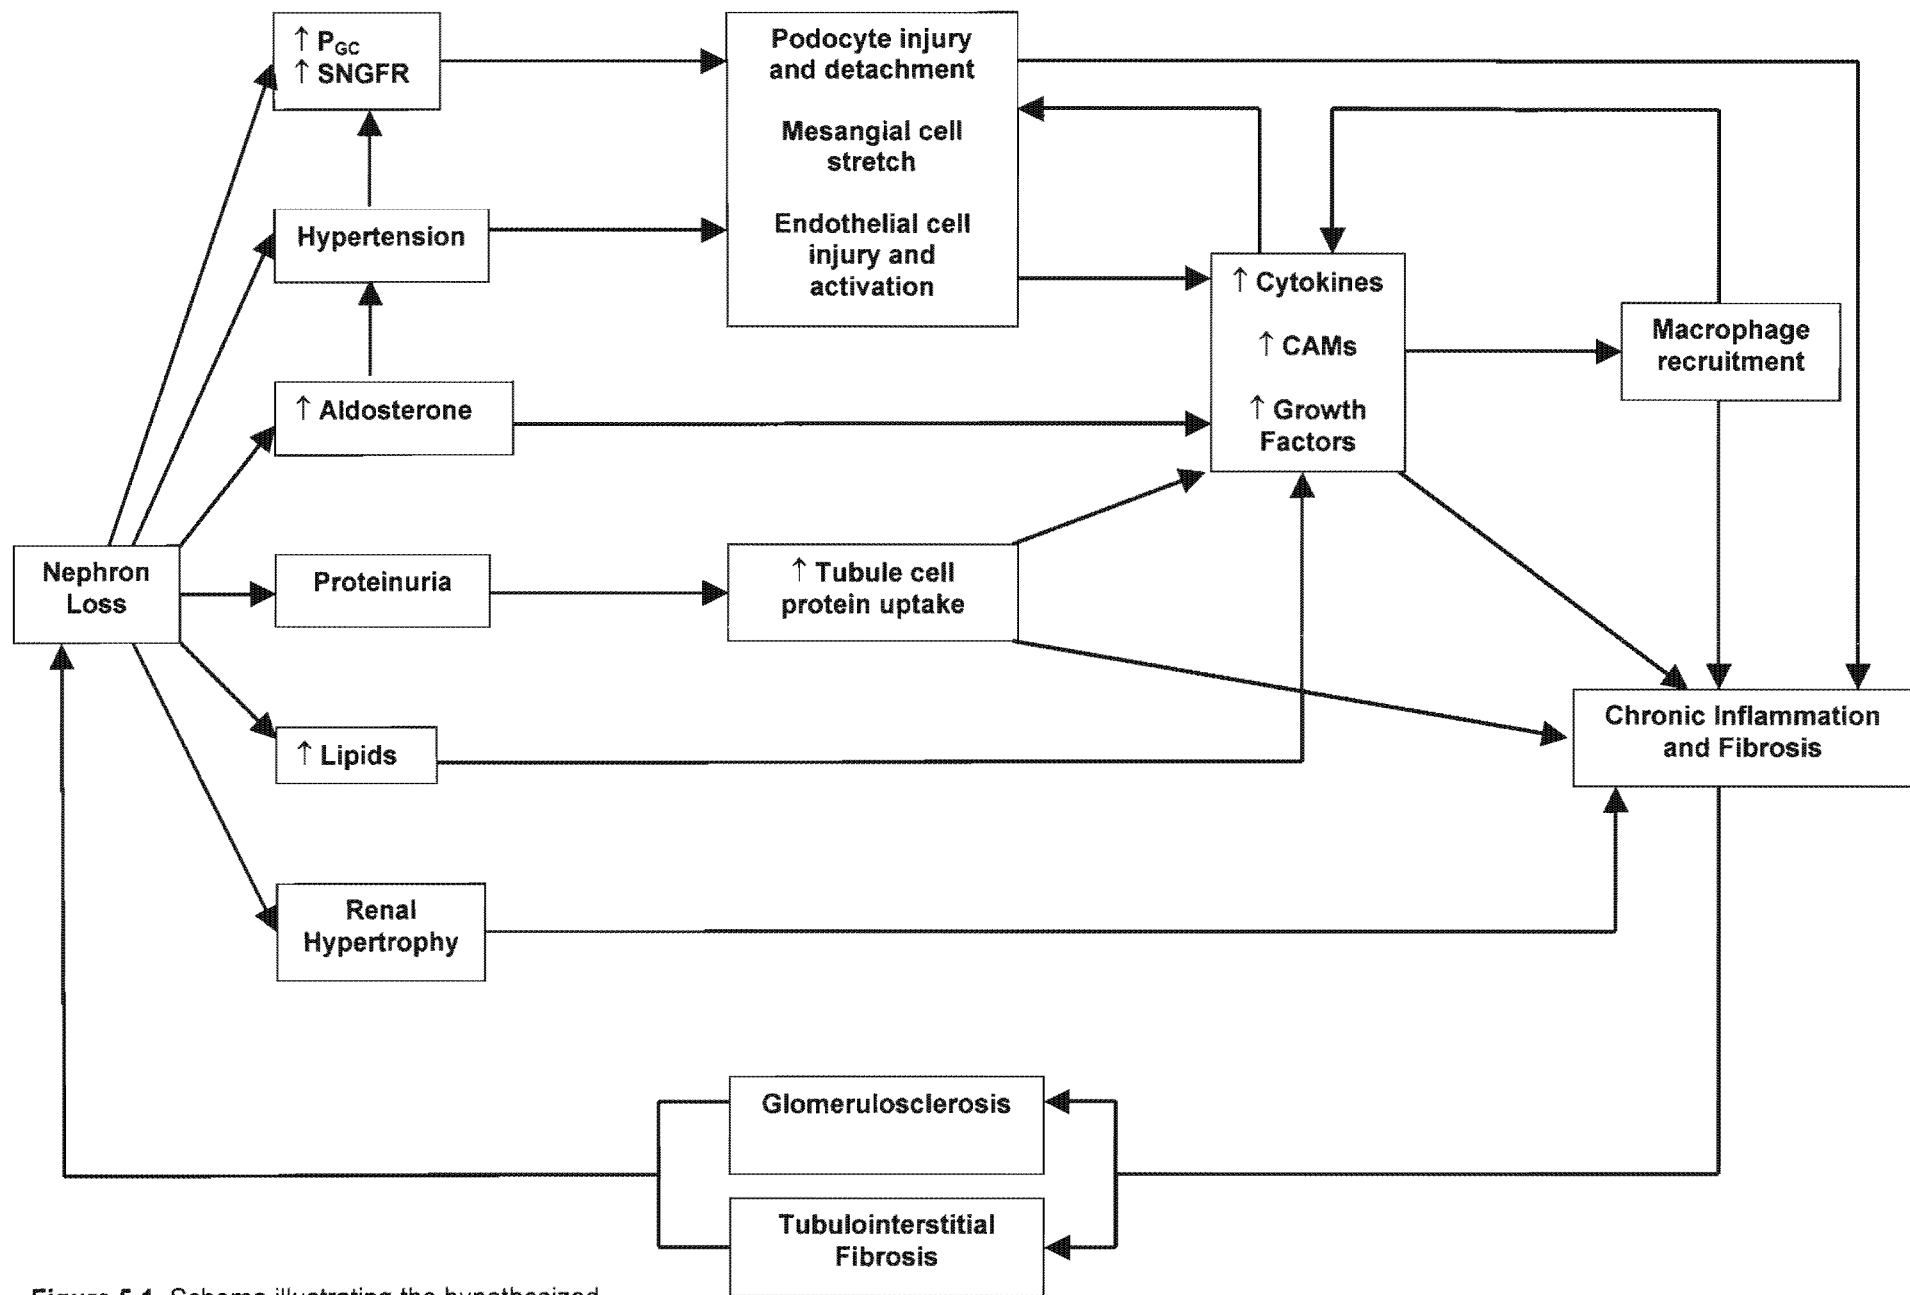 ↑ PGC
↑ SNGFR
Podocyte injury
and detachment
Mesangial cell
stretch
Endothelial cell
injury and
activation
Hypertension
↑ Cytokines
↑ CAMs
↑ Growth
Factors
Macrophage
recruitment
↑ Aldosterone
Nephron
Loss
Proteinuria
↑ Tubule cell
protein uptake
↑ Lipids
Chronic Inflammation
and Fibrosis
Renal
Hypertrophy
Glomerulosclerosis
Tubulointerstitial
Fibrosis
Figure 5.1 Schema illustrating the hypothesized